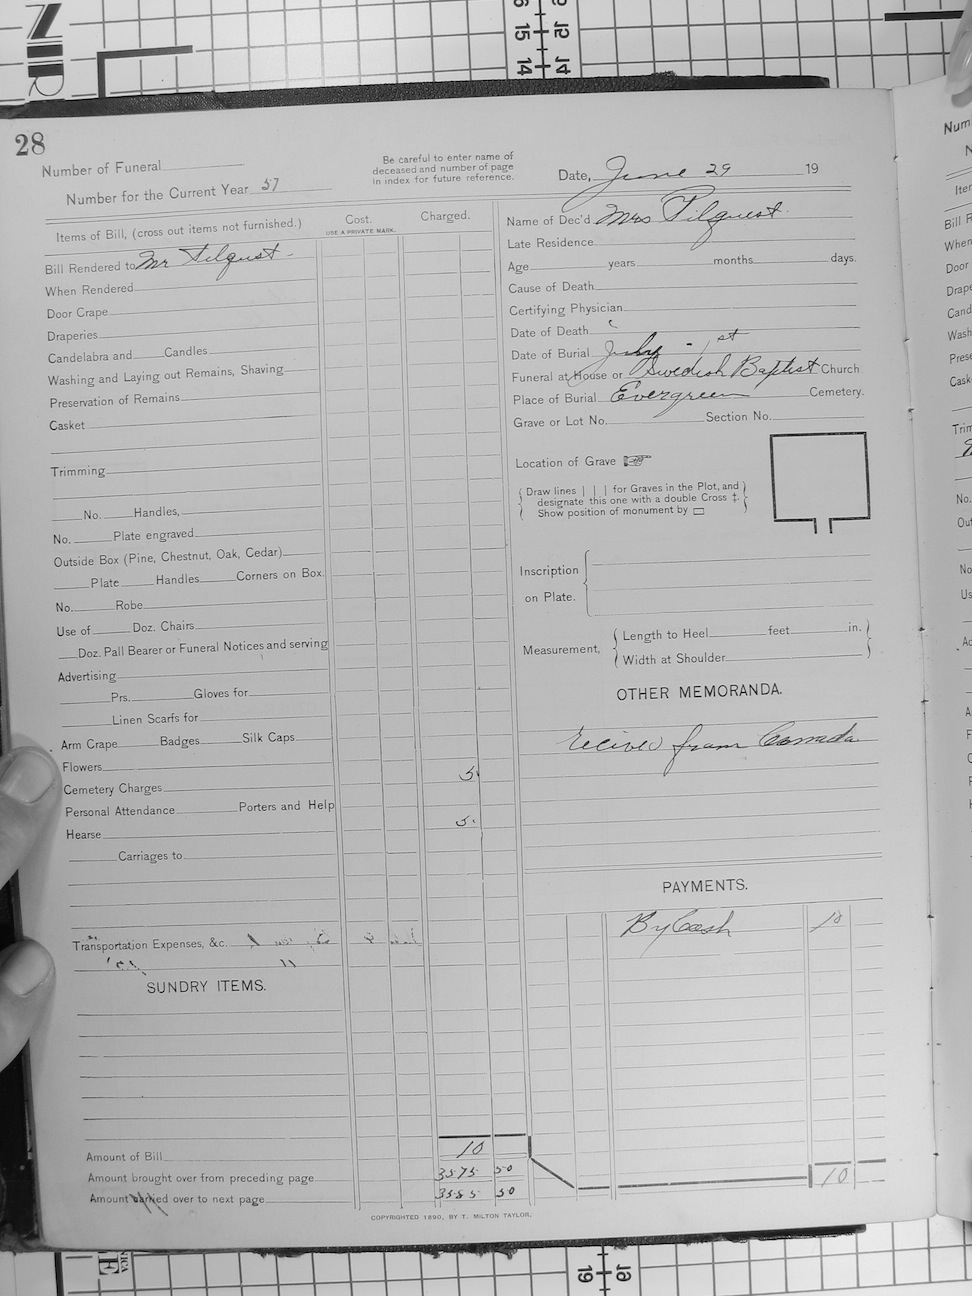 28
Number of Funeral
Number for the Current Year 57
Be careful to enter name of
deceased and number of page
in index for future reference.
Date, June 29 19
Items of Bill, (cross out items not furnished.)
Cost.
USE A PRIVATE MARK.
Charged.
Bill Rendered to Mr Tilquist
When Rendered
Door Crape
Draperies
Candelabra and Candles
Washing and Laying out Remains, Shaving
Preservation of Remains
Casket
Trimming
No. Handles,
No. Plate engraved
Outside Box (Pine, Chestnut, Oak, Cedar)
Plate Handles Corners on Box.
No. Robe
Use of Doz. Chairs
Doz. Pall Bearer or Funeral Notices and serving
Advertising
Prs. Gloves for
Linen Scarfs for
Arm Crape Badges Silk Caps
Flowers
Cemetery Charges 5
Personal Attendance Porters and Help
Hearse 5
Carriages to
Transportation Expenses, &c.
SUNDRY ITEMS.
Amount of Bill 10
Amount brought over from preceding page 3575 50
Amount carried over to next page 3585 50
Name of Dec'd Mrs Tilquist
Late Residence
Age years months days.
Cause of Death
Certifying Physician
Date of Death
Date of Burial July - 1st
Funeral at House or Swedish Baptist Church
Place of Burial Evergreen Cemetery.
Grave or Lot No. Section No.
Location of Grave
Draw lines | | | for Graves in the Plot, and
designate this one with a double Cross ‡.
Show position of monument by
Inscription
on Plate.
Measurement, Length to Heel feet in.
Width at Shoulder
OTHER MEMORANDA.
recived from Canada
PAYMENTS.
By Cash 10
10
COPYRIGHTED 1890, BY T. MILTON TAYLOR.